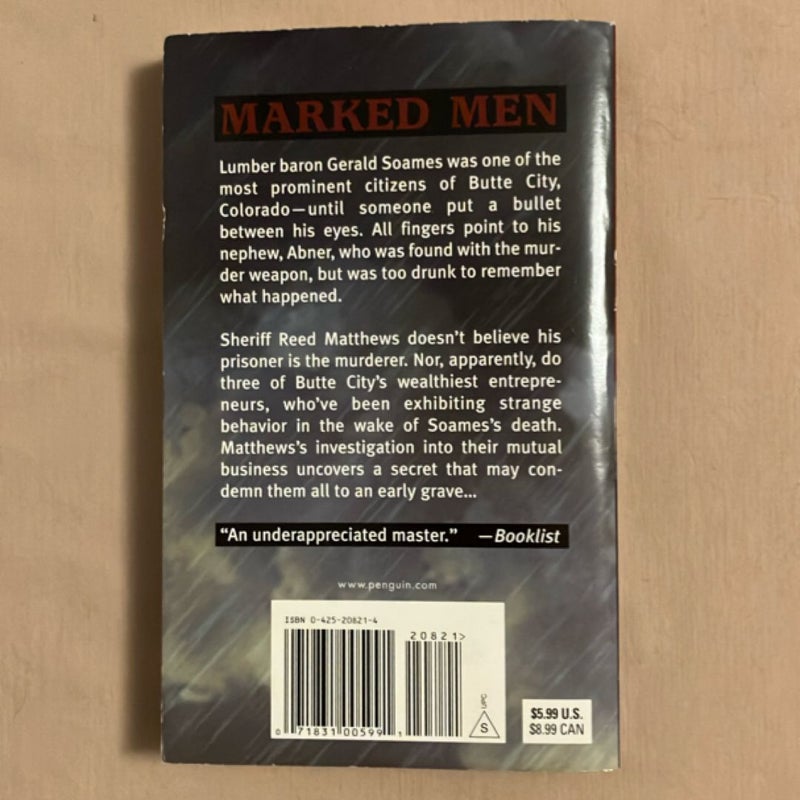 MARKED MEN
Lumber baron Gerald Soames was one of the
most prominent citizens of Butte City,
Colorado—until someone put a bullet
between his eyes. All fingers point to his
nephew, Abner, who was found with the mur-
der weapon, but was too drunk to remember
what happened.
Sheriff Reed Matthews doesn't believe his
prisoner is the murderer. Nor, apparently, do
three of Butte City's wealthiest entrepre-
neurs, who've been exhibiting strange
behavior in the wake of Soames's death.
Matthews's investigation into their mutual
business uncovers a secret that may con-
demn them all to an early grave...
"An underappreciated master." —Booklist
www.penguin.com
ISBN 0-425-20821-4
20821>
0 71831 00599 1
UPC
S
$5.99 U.S.
$8.99 CAN